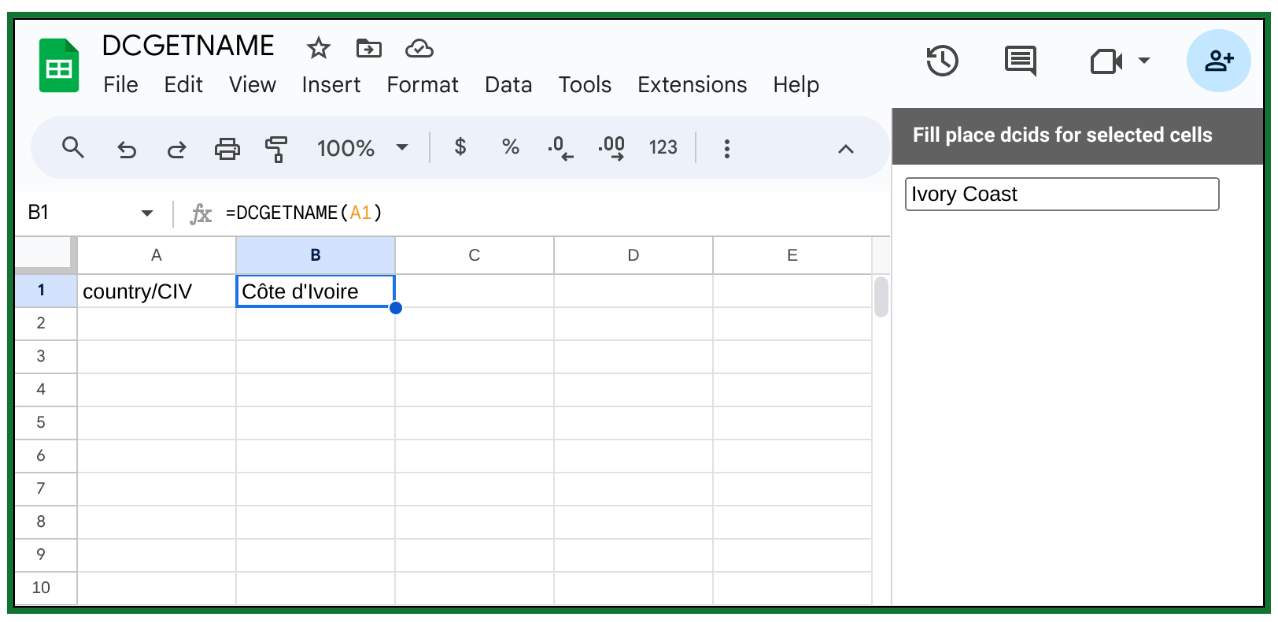 DCGETNAME
File Edit View Insert Format Data Tools Extensions Help
100% $ % .0 .00 123
Fill place dcids for selected cells
Ivory Coast
B1 fx =DCGETNAME(A1)
A B C D E
1 country/CIV Côte d'Ivoire
2
3
4
5
6
7
8
9
10